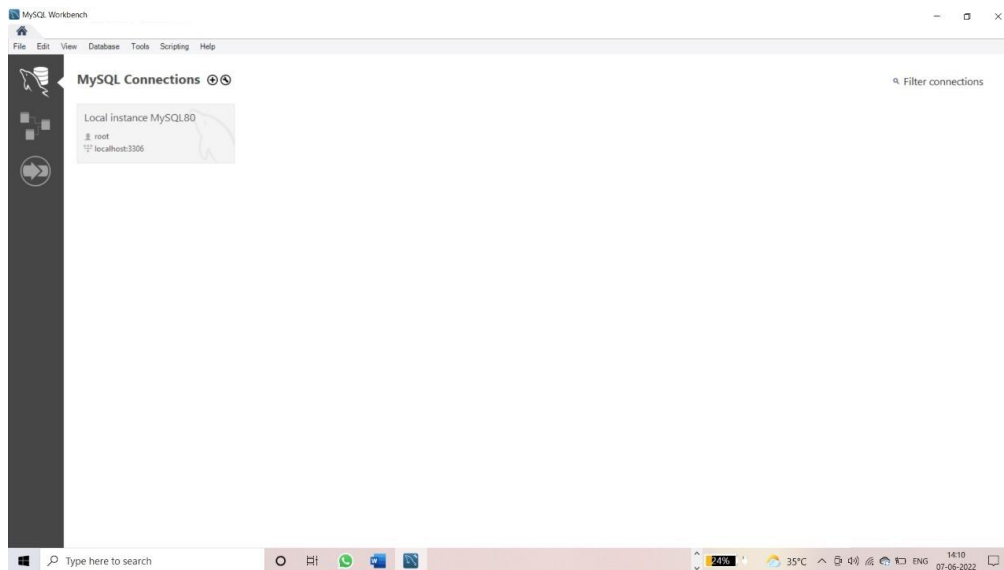 MySQL Workbench
File Edit View Database Tools Scripting Help
MySQL Connections
Filter connections
Local instance MySQL80
root
localhost:3306
Type here to search
24%
35°C
ENG
14:10
07-06-2022